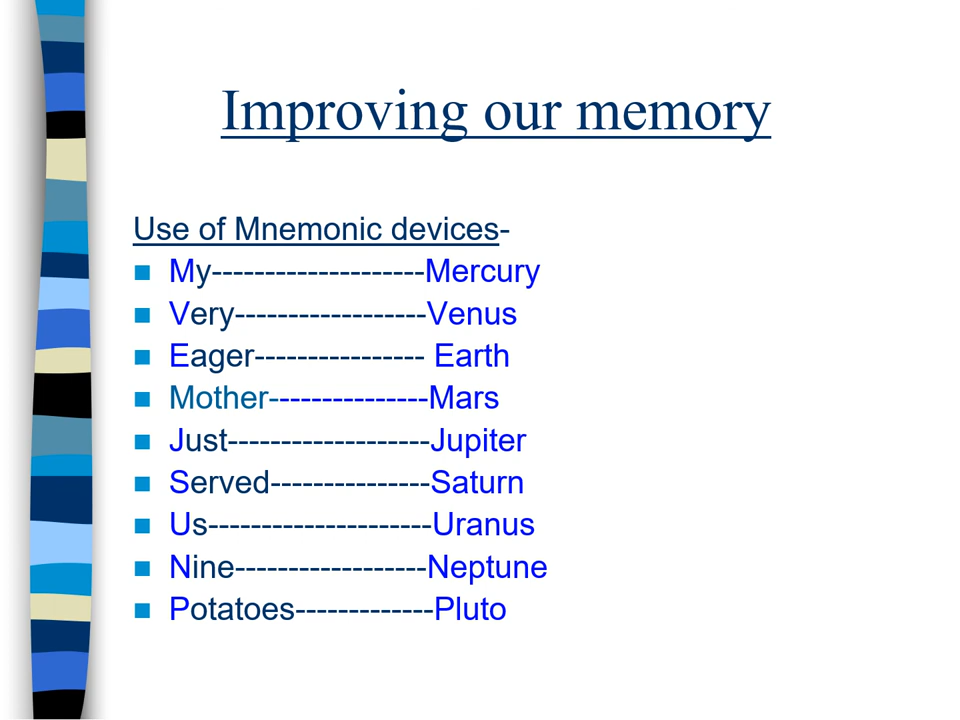 Improving our memory
Use of Mnemonic devices-
My--------------------Mercury
Very------------------Venus
Eager---------------- Earth
Mother---------------Mars
Just-------------------Jupiter
Served---------------Saturn
Us---------------------Uranus
Nine------------------Neptune
Potatoes-------------Pluto